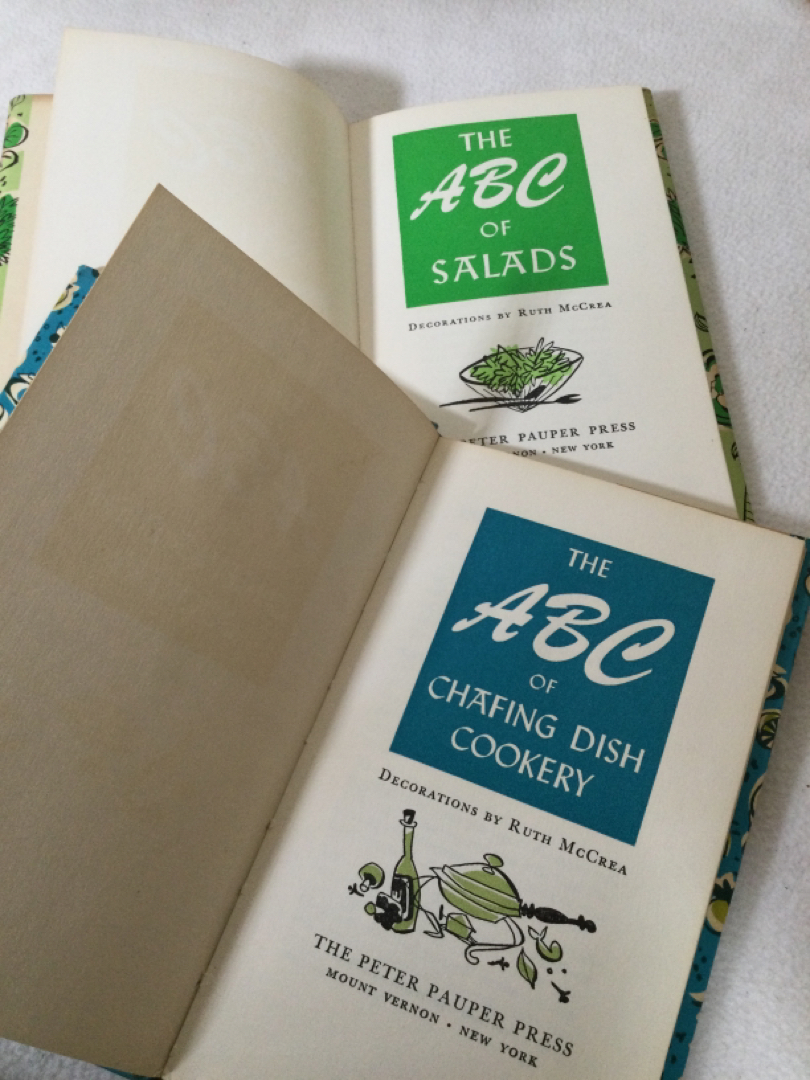 THE
ABC
OF
SALADS
DECORATIONS BY RUTH MCCREA
PETER PAUPER PRESS
NON • NEW YORK
THE
ABC
OF
CHAFING DISH
COOKERY
DECORATIONS BY RUTH MCCREA
THE PETER PAUPER PRESS
MOUNT VERNON • NEW YORK